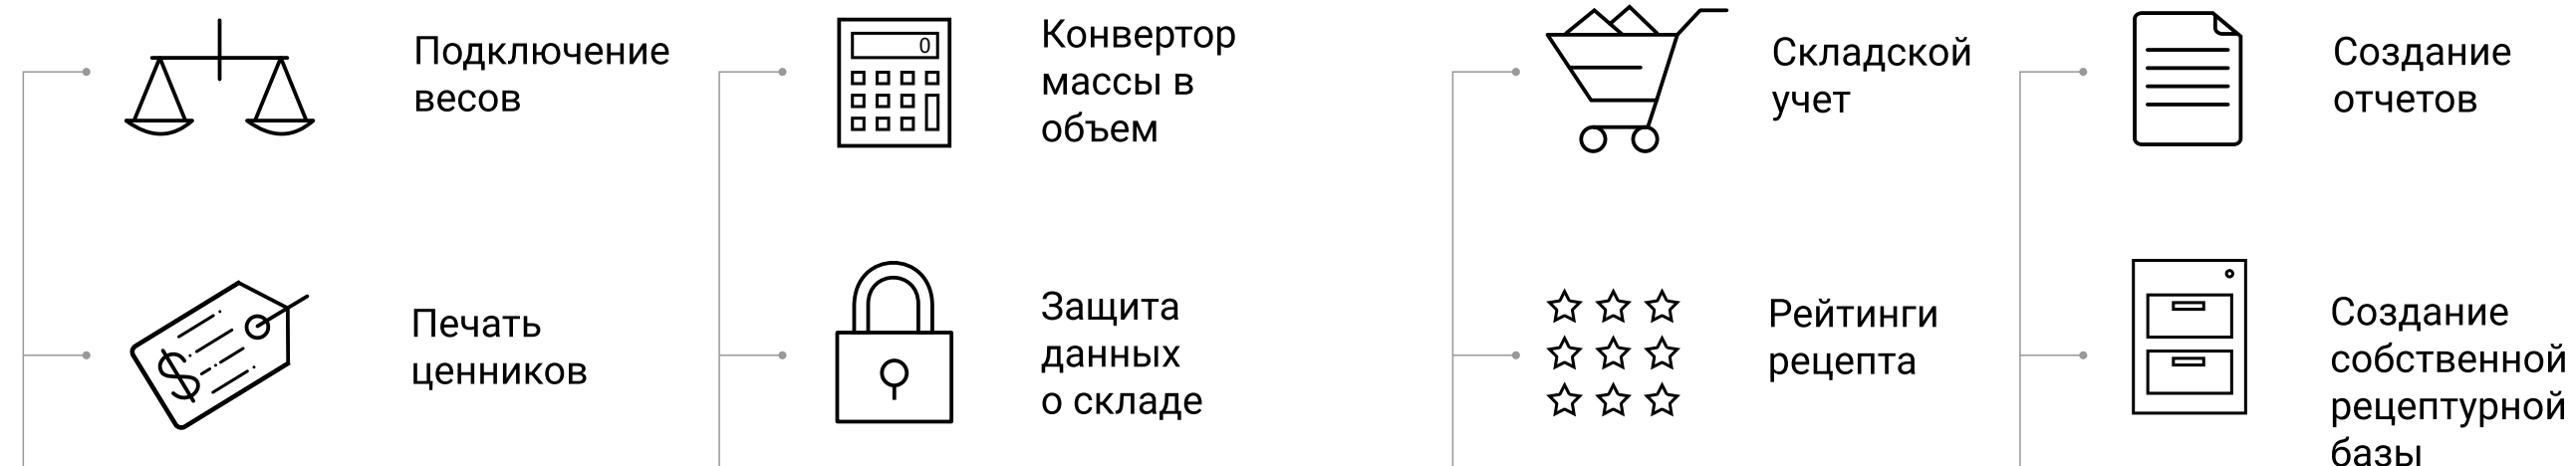 Подключение
весов
0
Конвертор
массы в
объем
Складской
учет
Создание
отчетов
$
Печать
ценников
Защита
данных
о складе
Рейтинги
рецепта
Создание
собственной
рецептурной
базы